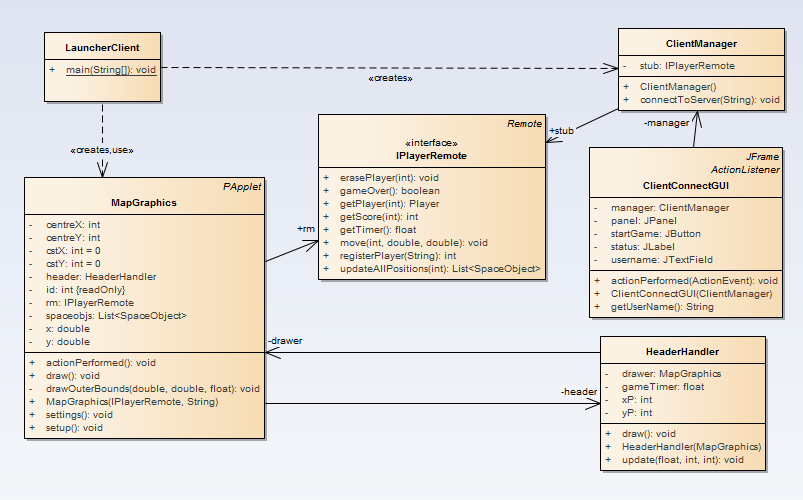 LauncherClient
+ main(String[]): void
ClientManager
- stub: IPlayerRemote
+ ClientManager()
+ connectToServer(String): void
«creates»
«creates,use»
-manager
+stub
Remote
«interface»
IPlayerRemote
+ erasePlayer(int): void
+ gameOver(): boolean
+ getPlayer(int): Player
+ getScore(int): int
+ getTimer(): float
+ move(int, double, double): void
+ registerPlayer(String): int
+ updateAllPositions(int): List<SpaceObject>
JFrame
ActionListener
ClientConnectGUI
- manager: ClientManager
- panel: JPanel
- startGame: JButton
- status: JLabel
- username: JTextField
+ actionPerformed(ActionEvent): void
+ ClientConnectGUI(ClientManager)
+ getUserName(): String
PApplet
MapGraphics
- centreX: int
- centreY: int
- cstX: int = 0
- cstY: int = 0
- header: HeaderHandler
- id: int {readOnly}
- rm: IPlayerRemote
- spaceobjs: List<SpaceObject>
- x: double
- y: double
+ actionPerformed(): void
+ draw(): void
- drawOuterBounds(double, double, float): void
+ MapGraphics(IPlayerRemote, String)
+ settings(): void
+ setup(): void
+rm
-drawer
-header
HeaderHandler
- drawer: MapGraphics
- gameTimer: float
- xP: int
- yP: int
+ draw(): void
+ HeaderHandler(MapGraphics)
+ update(float, int, int): void